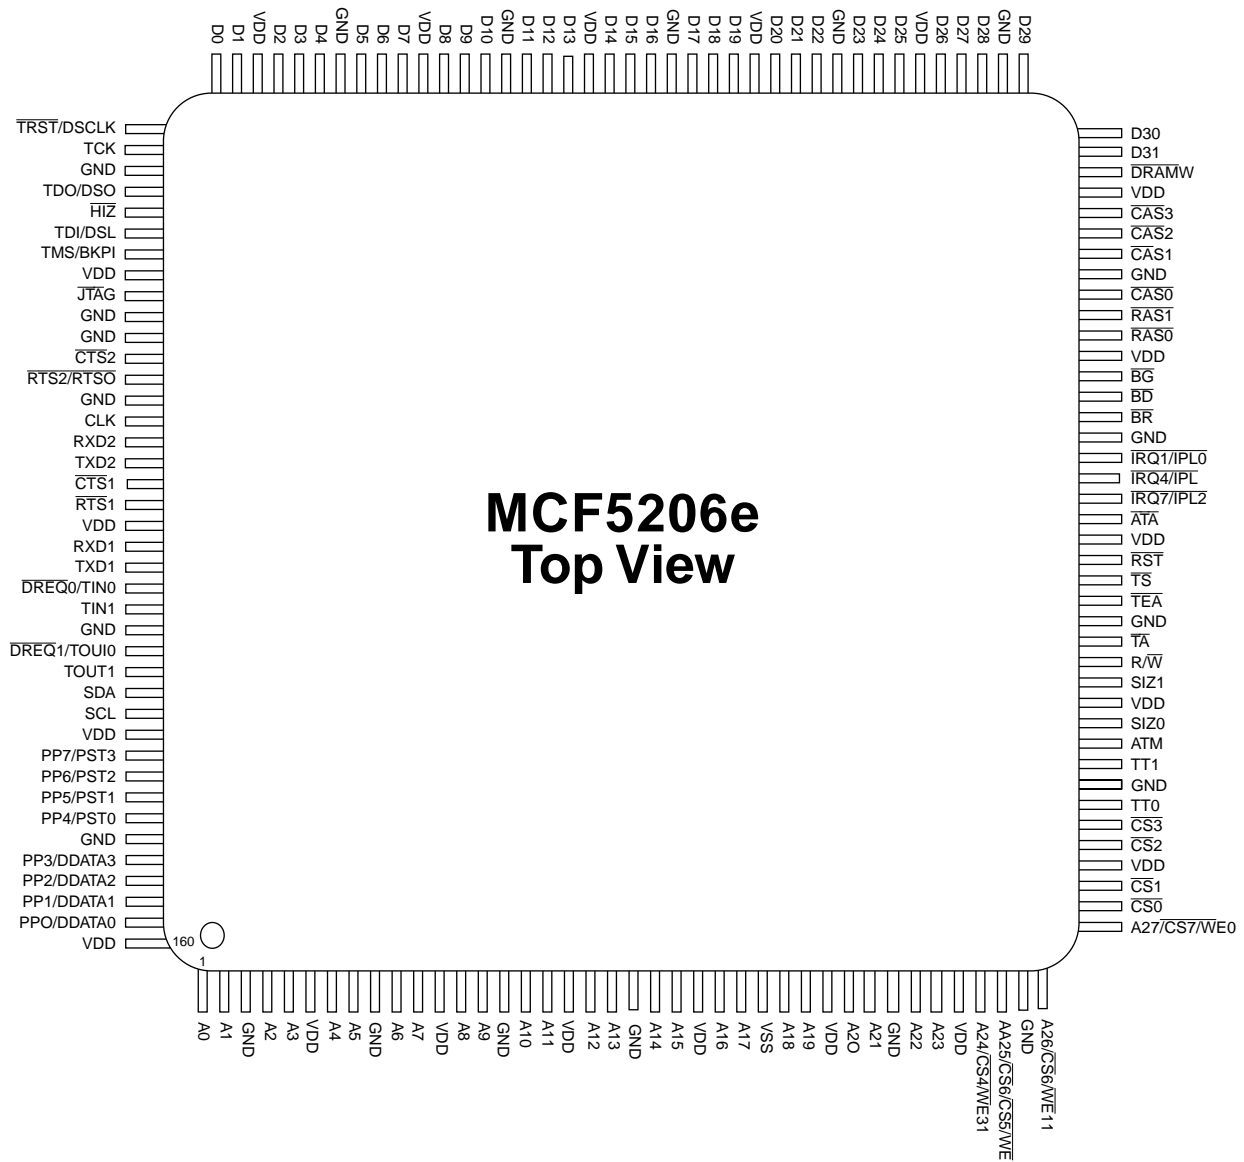 D0
D1
VDD
D2
D3
D4
GND
D5
D6
D7
VDD
D8
D9
D10
GND
D11
D12
D13
VDD
D14
D15
D16
GND
D17
D18
D19
VDD
D20
D21
D22
GND
D23
D24
D25
VDD
D26
D27
D28
GND
D29
TRST/DSCLK
TCK
GND
TDO/DSO
HIZ
TDI/DSL
TMS/BKPI
VDD
JTAG
GND
GND
CTS2
RTS2/RTSO
GND
CLK
RXD2
TXD2
CTS1
RTS1
VDD
RXD1
TXD1
DREQ0/TIN0
TIN1
GND
DREQ1/TOUI0
TOUT1
SDA
SCL
VDD
PP7/PST3
PP6/PST2
PP5/PST1
PP4/PST0
GND
PP3/DDATA3
PP2/DDATA2
PP1/DDATA1
PPO/DDATA0
VDD
MCF5206e
Top View
D30
D31
DRAMW
VDD
CAS3
CAS2
CAS1
GND
CAS0
RAS1
RAS0
VDD
BG
BD
BR
GND
IRQ1/IPL0
IRQ4/IPL
IRQ7/IPL2
ATA
VDD
RST
TS
TEA
GND
TA
R/W
SIZ1
VDD
SIZ0
ATM
TT1
GND
TT0
CS3
CS2
VDD
CS1
CS0
A27/CS7/WE0
160
1
A0
A1
GND
A2
A3
VDD
A4
A5
GND
A6
A7
VDD
A8
A9
GND
A10
A11
VDD
A12
A13
GND
A14
A15
VDD
A16
A17
VSS
A18
A19
VDD
A2O
A21
GND
A22
A23
VDD
A24/CS4/WE31
AA25/CS6/CS5/WE
GND
A26/CS6/WE11